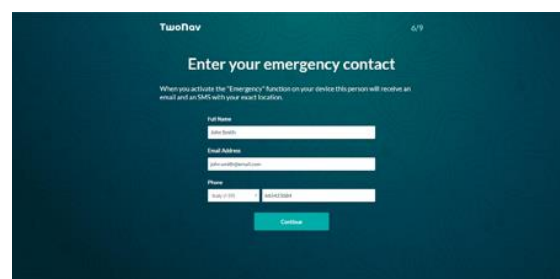 TwoNav
6/9
Enter your emergency contact
When you activate the "Emergency" function on your device this person will receive an
email and an SMS with your exact location.
Full Name
John Smith
Email Address
Phone
Continue